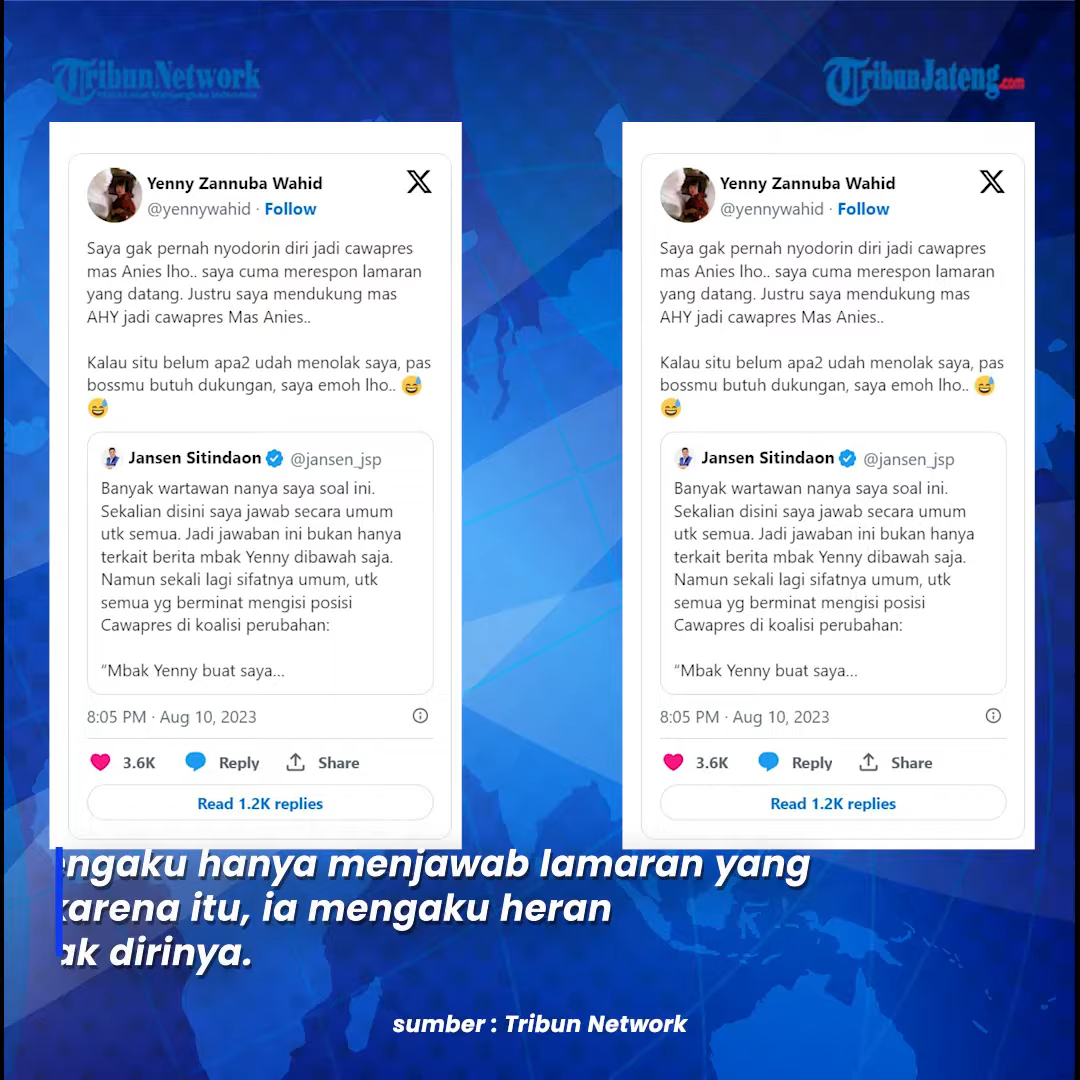 TribunNetwork
TribunJateng.com
Yenny Zannuba Wahid
@yennywahid · Follow
Saya gak pernah nyodorin diri jadi cawapres
mas Anies lho.. saya cuma merespon lamaran
yang datang. Justru saya mendukung mas
AHY jadi cawapres Mas Anies..
Kalau situ belum apa2 udah menolak saya, pas
bossmu butuh dukungan, saya emoh lho.. 😅
😅
Jansen Sitindaon @jansen_jsp
Banyak wartawan nanya saya soal ini.
Sekalian disini saya jawab secara umum
utk semua. Jadi jawaban ini bukan hanya
terkait berita mbak Yenny dibawah saja.
Namun sekali lagi sifatnya umum, utk
semua yg berminat mengisi posisi
Cawapres di koalisi perubahan:
“Mbak Yenny buat saya...
8:05 PM · Aug 10, 2023
3.6K Reply Share
Read 1.2K replies
Yenny Zannuba Wahid
@yennywahid · Follow
Saya gak pernah nyodorin diri jadi cawapres
mas Anies lho.. saya cuma merespon lamaran
yang datang. Justru saya mendukung mas
AHY jadi cawapres Mas Anies..
Kalau situ belum apa2 udah menolak saya, pas
bossmu butuh dukungan, saya emoh lho.. 😅
😅
Jansen Sitindaon @jansen_jsp
Banyak wartawan nanya saya soal ini.
Sekalian disini saya jawab secara umum
utk semua. Jadi jawaban ini bukan hanya
terkait berita mbak Yenny dibawah saja.
Namun sekali lagi sifatnya umum, utk
semua yg berminat mengisi posisi
Cawapres di koalisi perubahan:
“Mbak Yenny buat saya...
8:05 PM · Aug 10, 2023
3.6K Reply Share
Read 1.2K replies
engaku hanya menjawab lamaran yang
karena itu, ia mengaku heran
ak dirinya.
sumber : Tribun Network